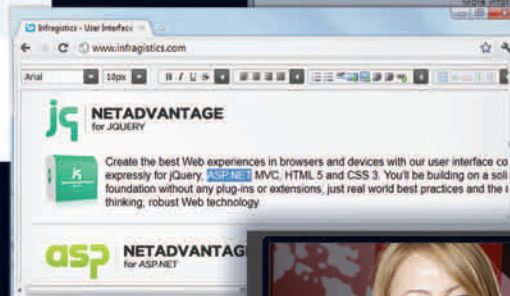 Infragistics - User Interface
www.infragistics.com
Arial 10px B I U S
jq NETADVANTAGE
for JQUERY
Create the best Web experiences in browsers and devices with our user interface co
expressly for jQuery, ASP.NET MVC, HTML 5 and CSS 3. You'll be building on a soli
foundation without any plug-ins or extensions, just real world best practices and the
thinking, robust Web technology
asp NETADVANTAG
for ASP.NET